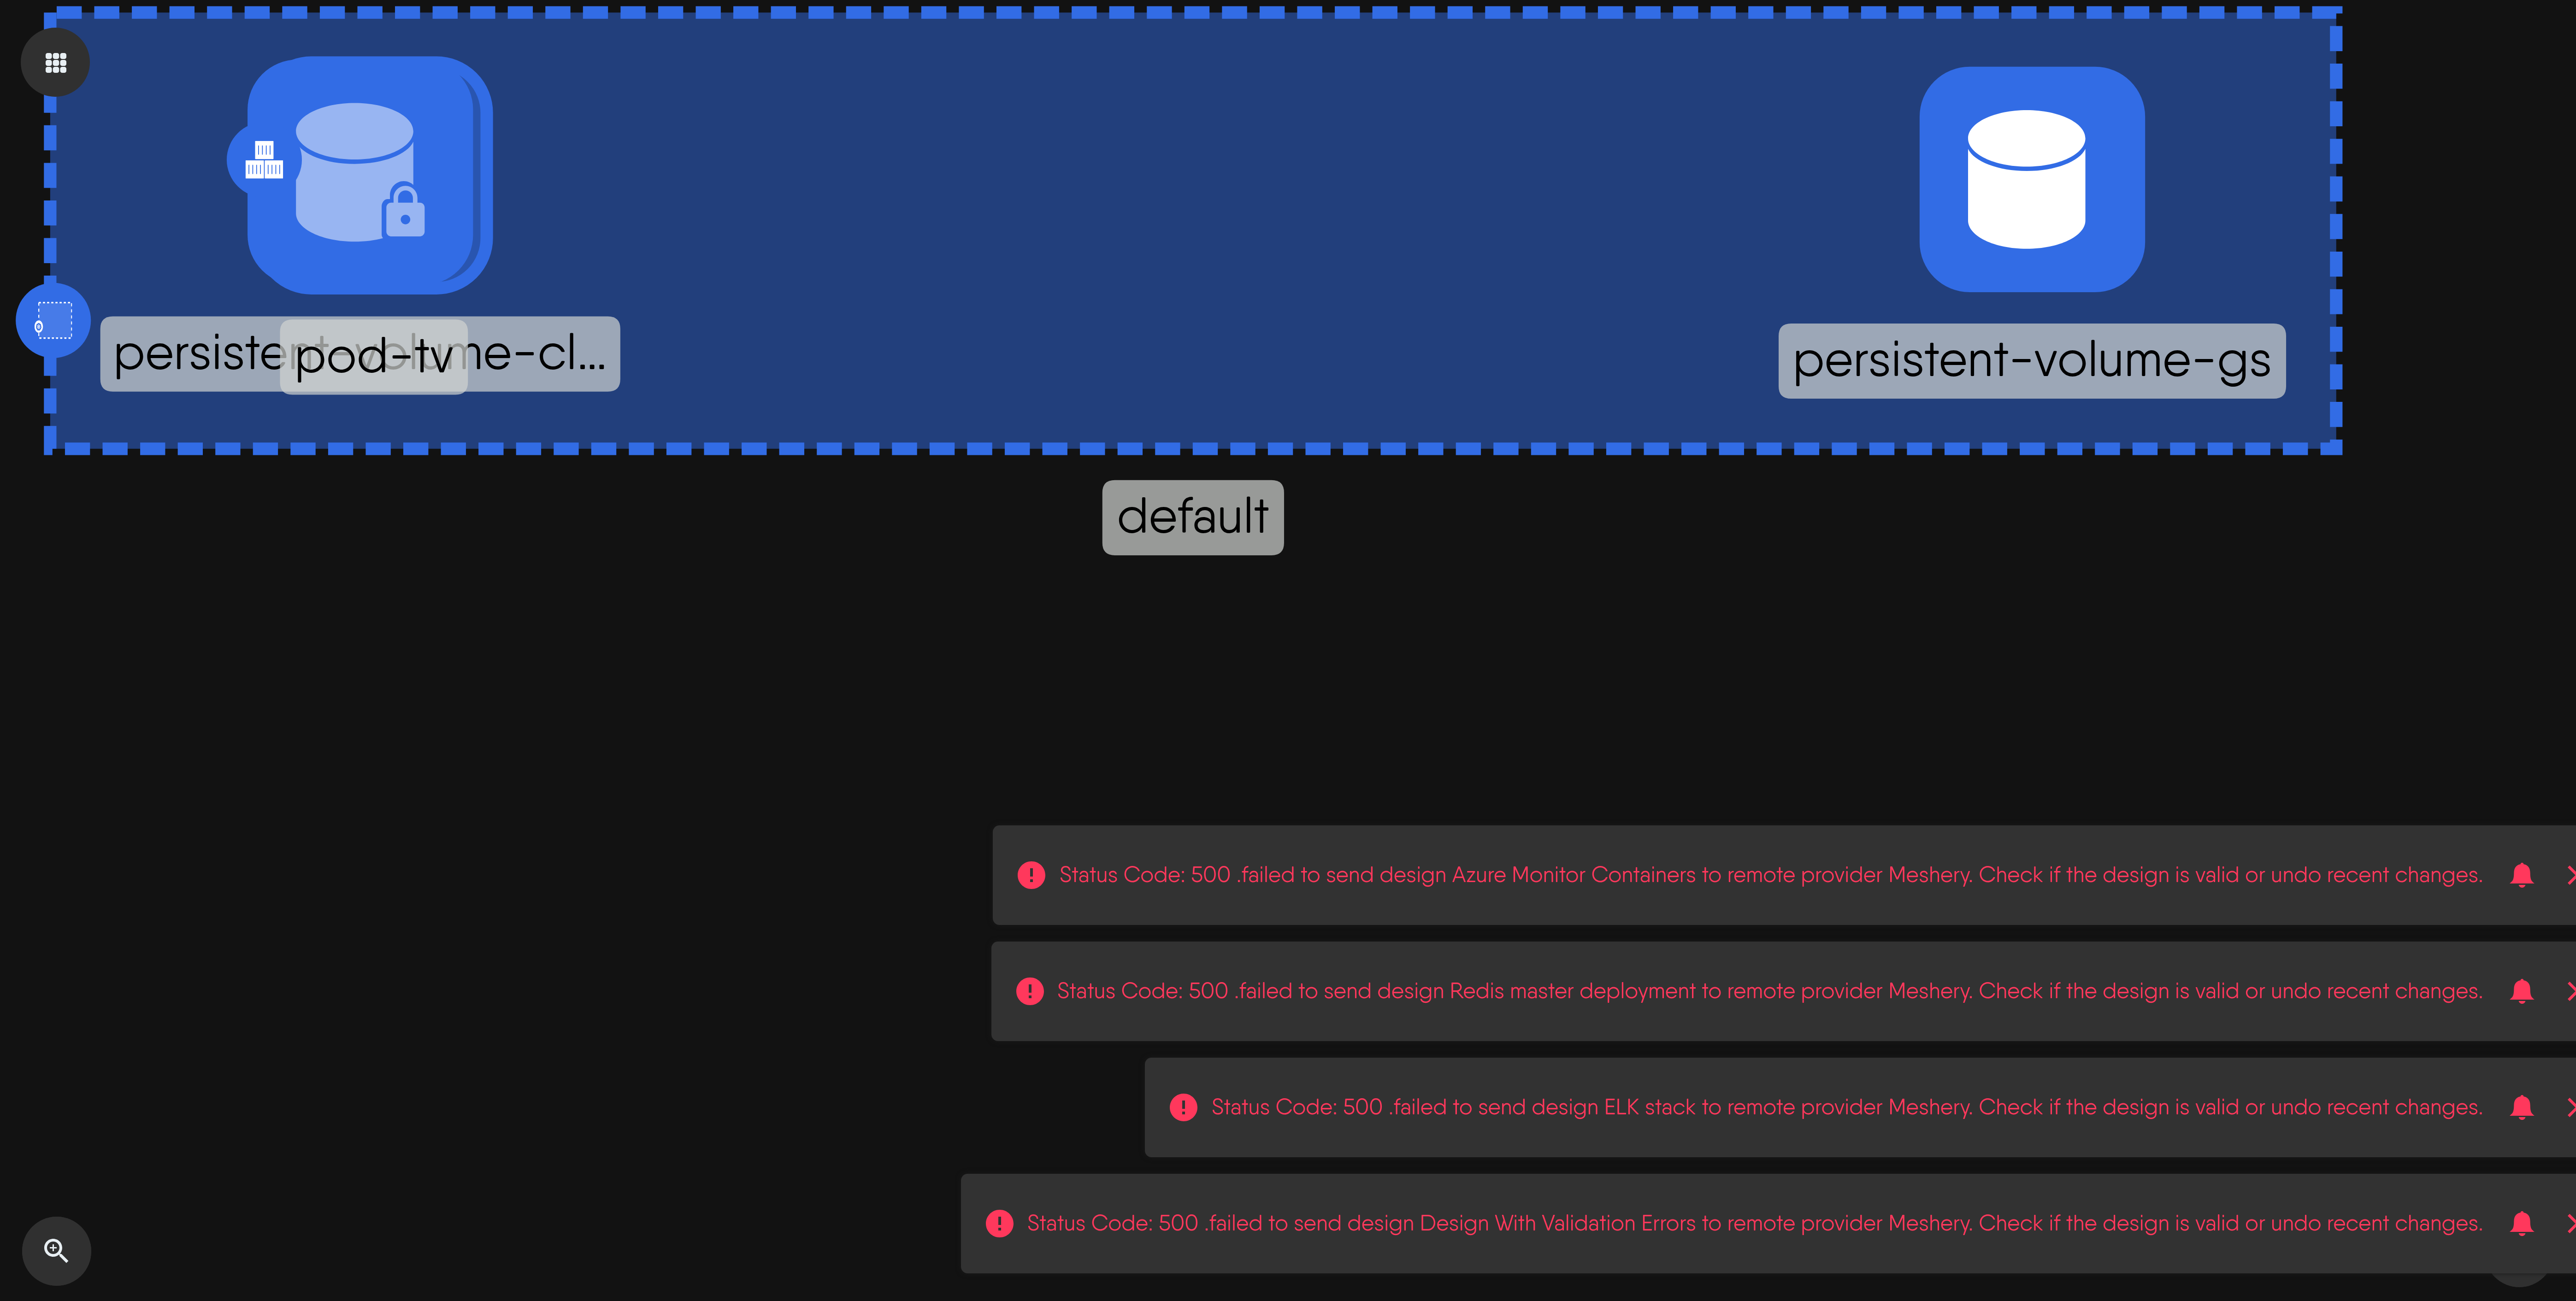 persistent-volume-cl...
pod-tv
persistent-volume-gs
default
Status Code: 500 .failed to send design Azure Monitor Containers to remote provider Meshery. Check if the design is valid or undo recent changes.
Status Code: 500 .failed to send design Redis master deployment to remote provider Meshery. Check if the design is valid or undo recent changes.
Status Code: 500 .failed to send design ELK stack to remote provider Meshery. Check if the design is valid or undo recent changes.
Status Code: 500 .failed to send design Design With Validation Errors to remote provider Meshery. Check if the design is valid or undo recent changes.